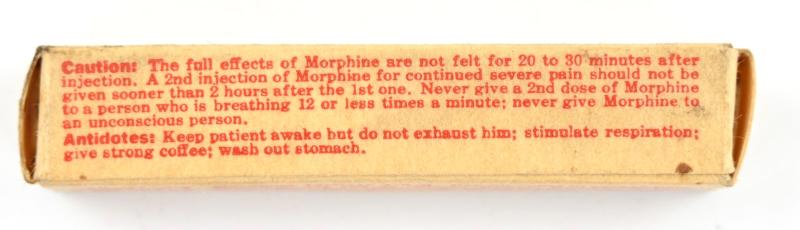 Caution: The full effects of Morphine are not felt for 20 to 30 minutes after
injection. A 2nd injection of Morphine for continued severe pain should not be
given sooner than 2 hours after the 1st one. Never give a 2nd dose of Morphine
to a person who is breathing 12 or less times a minute; never give Morphine to
an unconscious person.
Antidotes: Keep patient awake but do not exhaust him; stimulate respiration;
give strong coffee; wash out stomach.